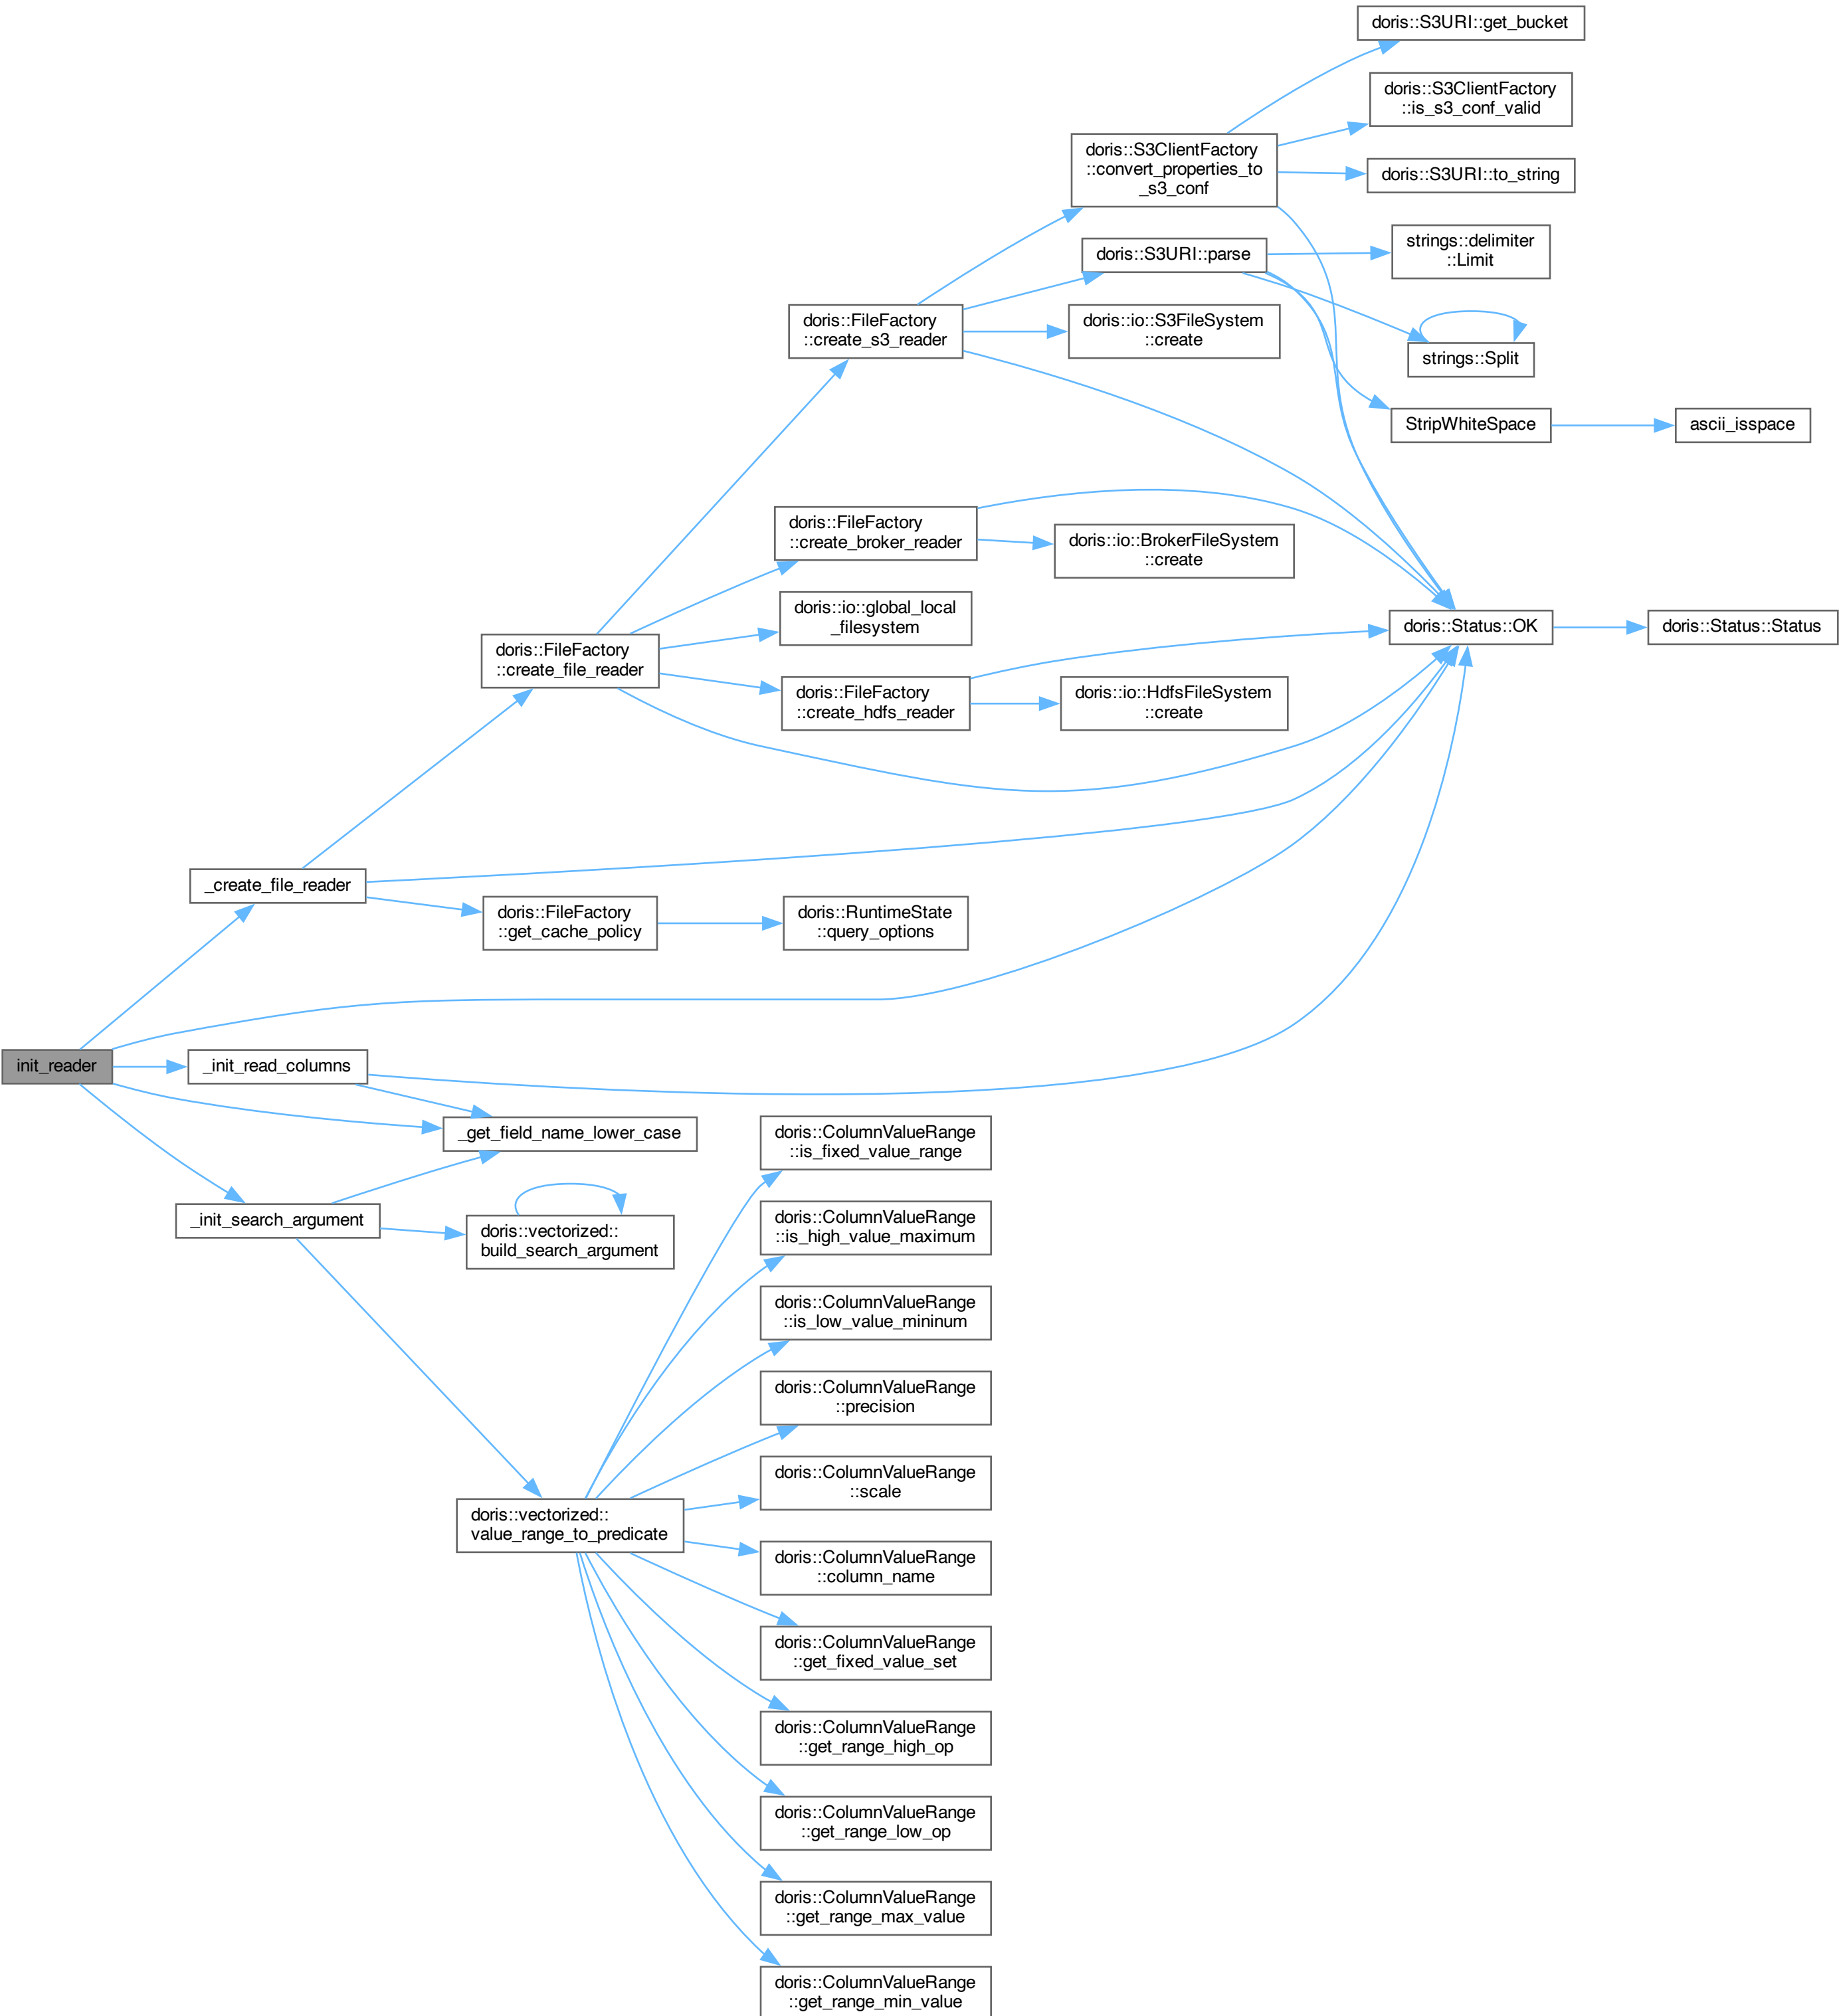 doris::S3URI::get_bucket
doris::S3ClientFactory
::is_s3_conf_valid
doris::S3ClientFactory
::convert_properties_to
_s3_conf
doris::S3URI::to_string
doris::S3URI::parse
strings::delimiter
::Limit
doris::FileFactory
::create_s3_reader
doris::io::S3FileSystem
::create
strings::Split
StripWhiteSpace
ascii_isspace
doris::FileFactory
::create_broker_reader
doris::io::BrokerFileSystem
::create
doris::io::global_local
_filesystem
doris::Status::OK
doris::Status::Status
doris::FileFactory
::create_file_reader
doris::FileFactory
::create_hdfs_reader
doris::io::HdfsFileSystem
::create
_create_file_reader
doris::FileFactory
::get_cache_policy
doris::RuntimeState
::query_options
init_reader
_init_read_columns
_get_field_name_lower_case
doris::ColumnValueRange
::is_fixed_value_range
_init_search_argument
doris::vectorized::
build_search_argument
doris::ColumnValueRange
::is_high_value_maximum
doris::ColumnValueRange
::is_low_value_mininum
doris::ColumnValueRange
::precision
doris::ColumnValueRange
::scale
doris::vectorized::
value_range_to_predicate
doris::ColumnValueRange
::column_name
doris::ColumnValueRange
::get_fixed_value_set
doris::ColumnValueRange
::get_range_high_op
doris::ColumnValueRange
::get_range_low_op
doris::ColumnValueRange
::get_range_max_value
doris::ColumnValueRange
::get_range_min_value